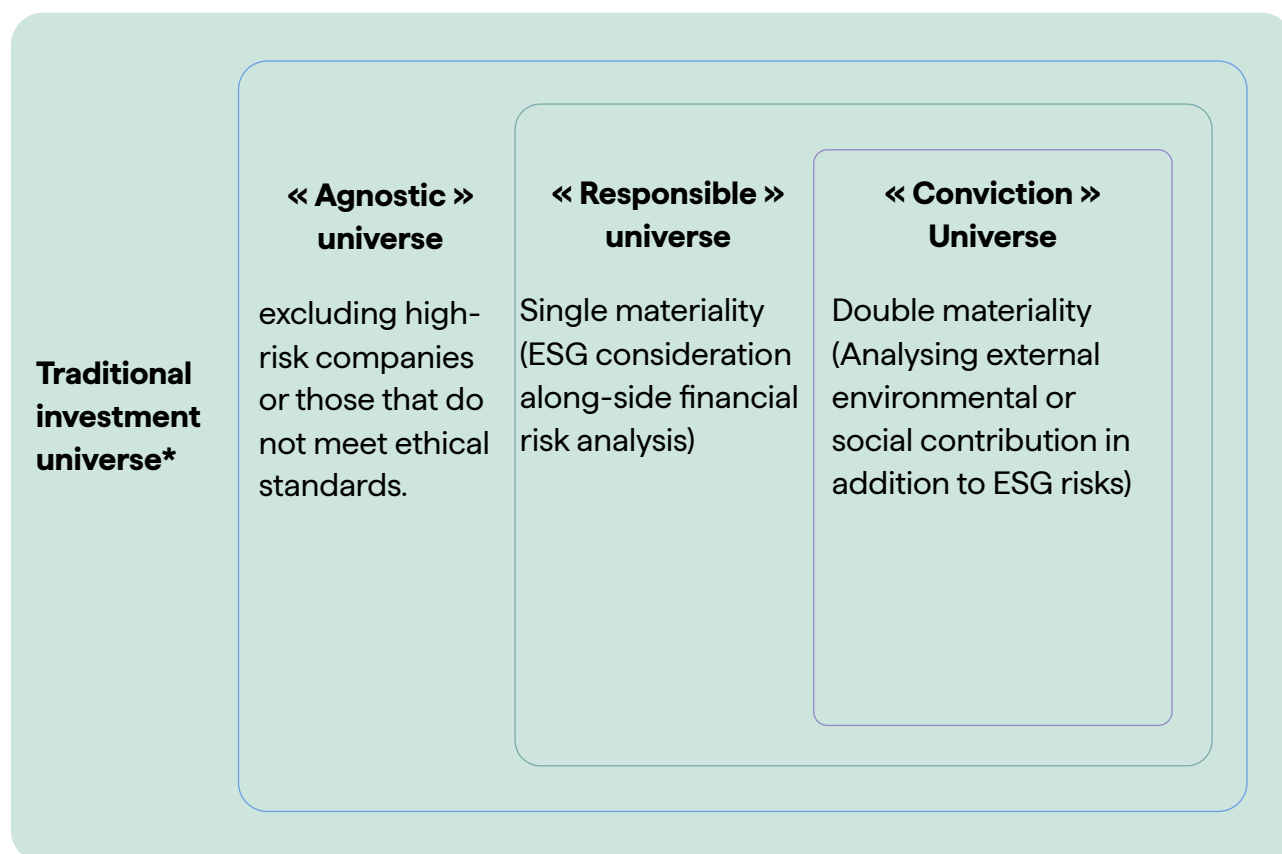 Traditional
investment
universe*
« Agnostic »
universe
excluding high-
risk companies
or those that do
not meet ethical
standards.
« Responsible »
universe
Single materiality
(ESG consideration
along-side financial
risk analysis)
« Conviction »
Universe
Double materiality
(Analysing external
environmental or
social contribution in
addition to ESG risks)